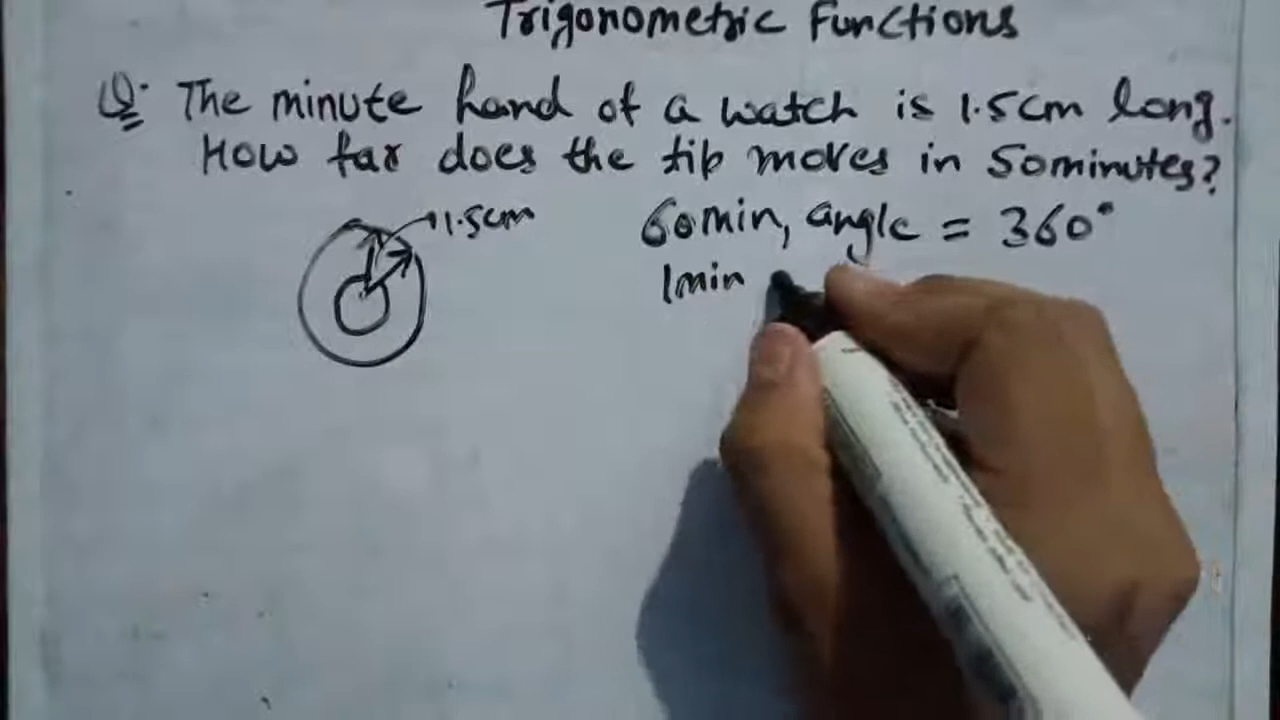 Trigonometric Functions
Q. The minute hand of a watch is 1.5cm long.
How far does the tip moves in 50minutes?
1.5cm
60min, angle = 360°
1min